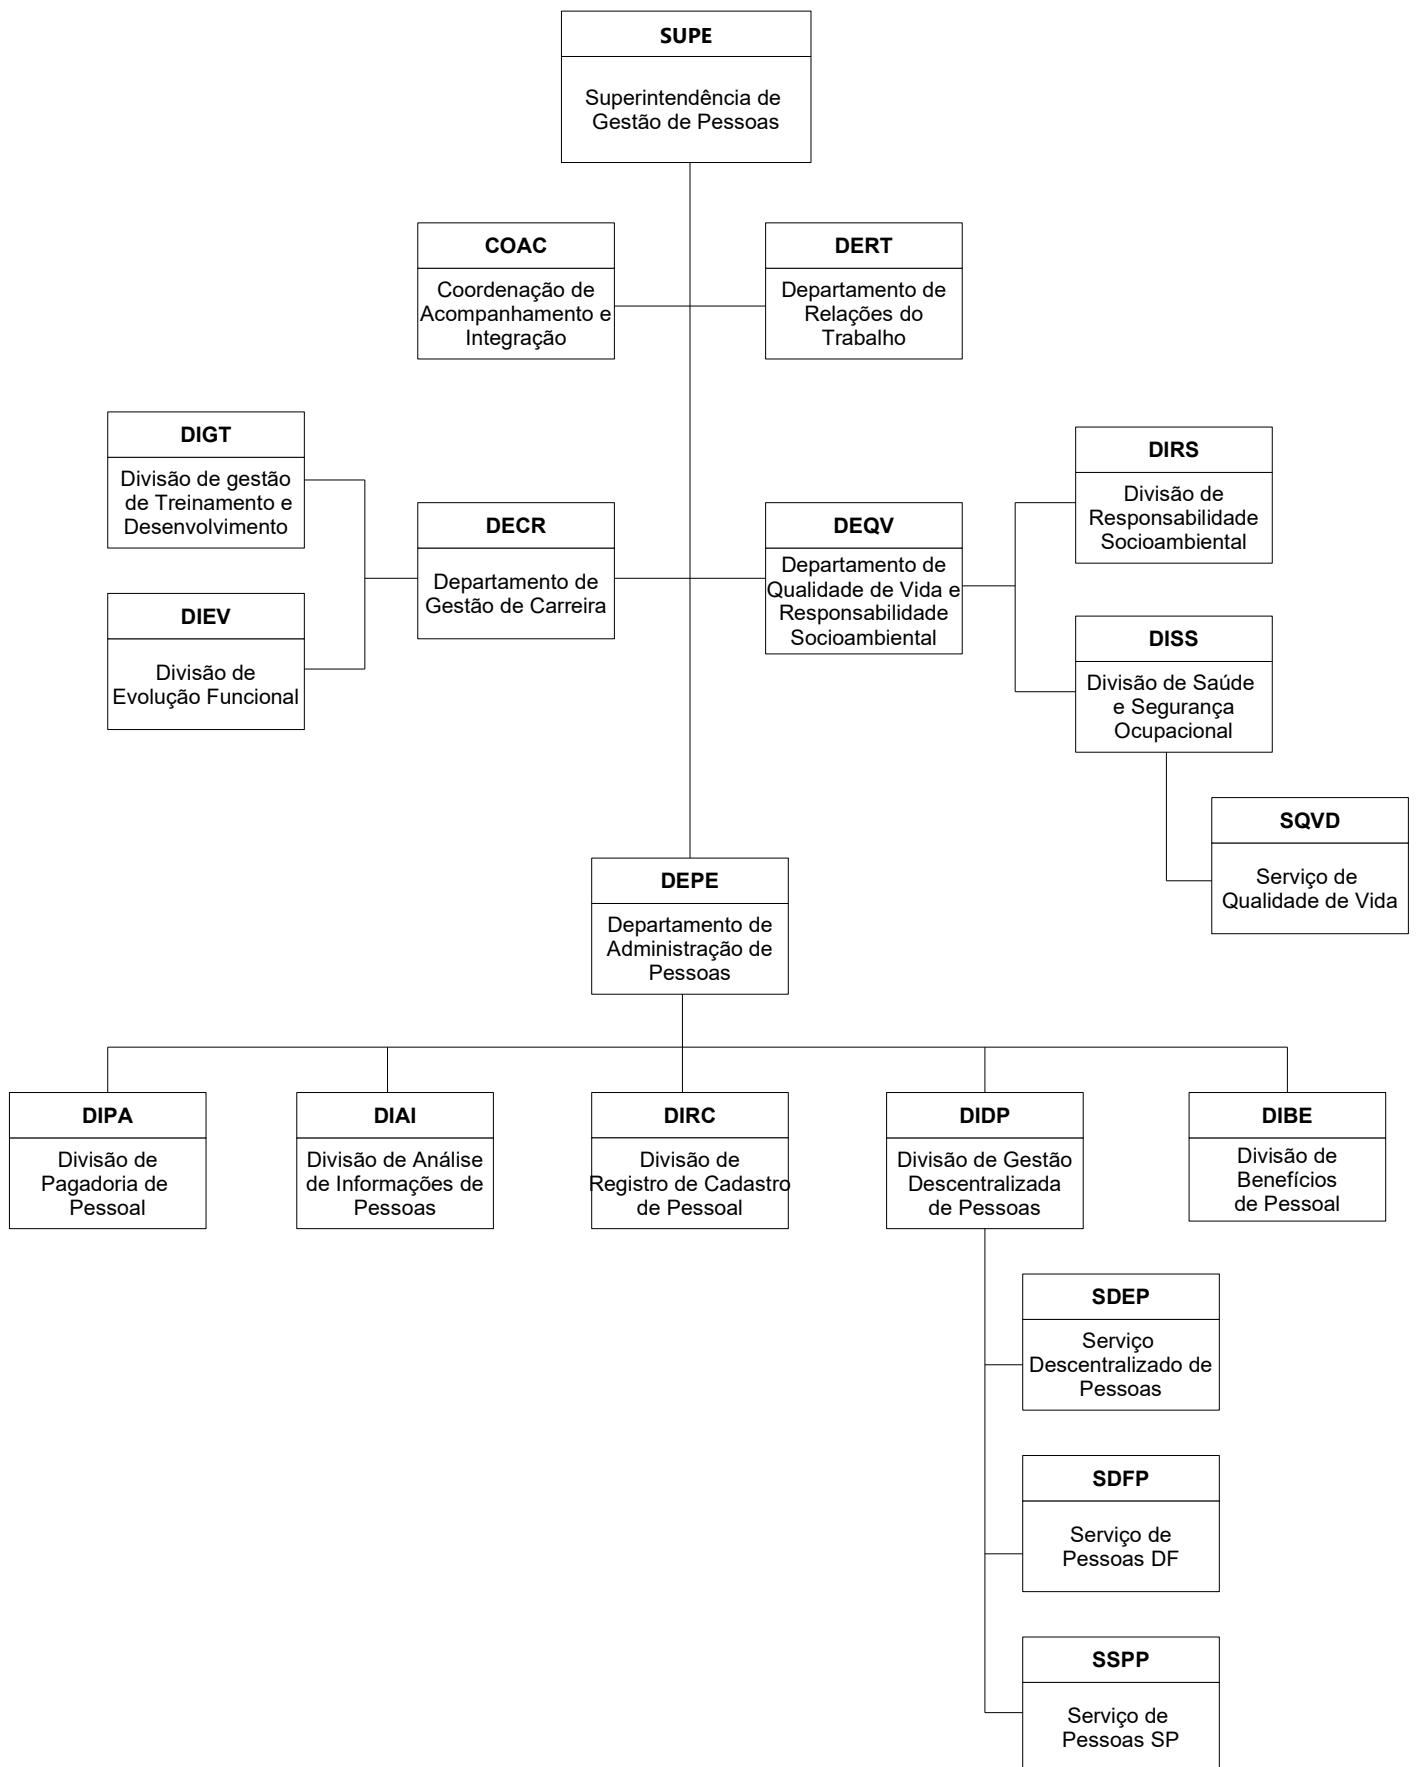 SUPE
Superintendência de
Gestão de Pessoas
COAC
Coordenação de
Acompanhamento e
Integração
DERT
Departamento de
Relações do
Trabalho
DIGT
Divisão de gestão
de Treinamento e
Desenvolvimento
DIRS
Divisão de
Responsabilidade
Socioambiental
DECR
Departamento de
Gestão de Carreira
DEQV
Departamento de
Qualidade de Vida e
Responsabilidade
Socioambiental
DIEV
Divisão de
Evolução Funcional
DISS
Divisão de Saúde
e Segurança
Ocupacional
SQVD
Serviço de
Qualidade de Vida
DEPE
Departamento de
Administração de
Pessoas
DIPA
Divisão de
Pagadoria de
Pessoal
DIAI
Divisão de Análise
de Informações de
Pessoas
DIRC
Divisão de
Registro de Cadastro
de Pessoal
DIDP
Divisão de Gestão
Descentralizada
de Pessoas
DIBE
Divisão de
Benefícios
de Pessoal
SDEP
Serviço
Descentralizado de
Pessoas
SDFP
Serviço de
Pessoas DF
SSPP
Serviço de
Pessoas SP